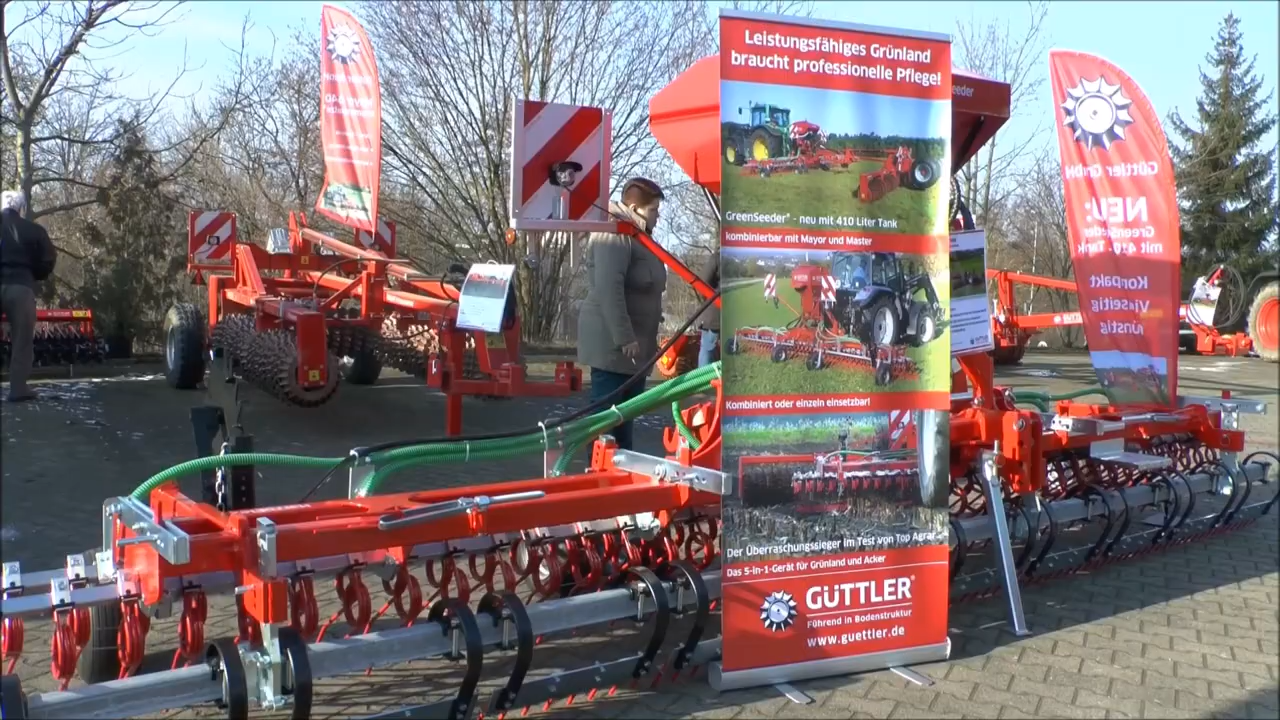 Leistungsfähiges Grünland
braucht professionelle Pflege!
GreenSeeder® - neu mit 410 Liter Tank
kombinierbar mit Mayor und Master
Kombiniert oder einzeln einsetzbar!
Der Überraschungssieger im Test von Top Agrar
Das 5-in-1-Gerät für Grünland und Acker
GÜTTLER®
Führend in Bodenstruktur
www.guettler.de
Seeder
Güttler GmbH
NEU:
GreenSeeder
mit 410
Tank
Kompakt
Vielseitig
günstig